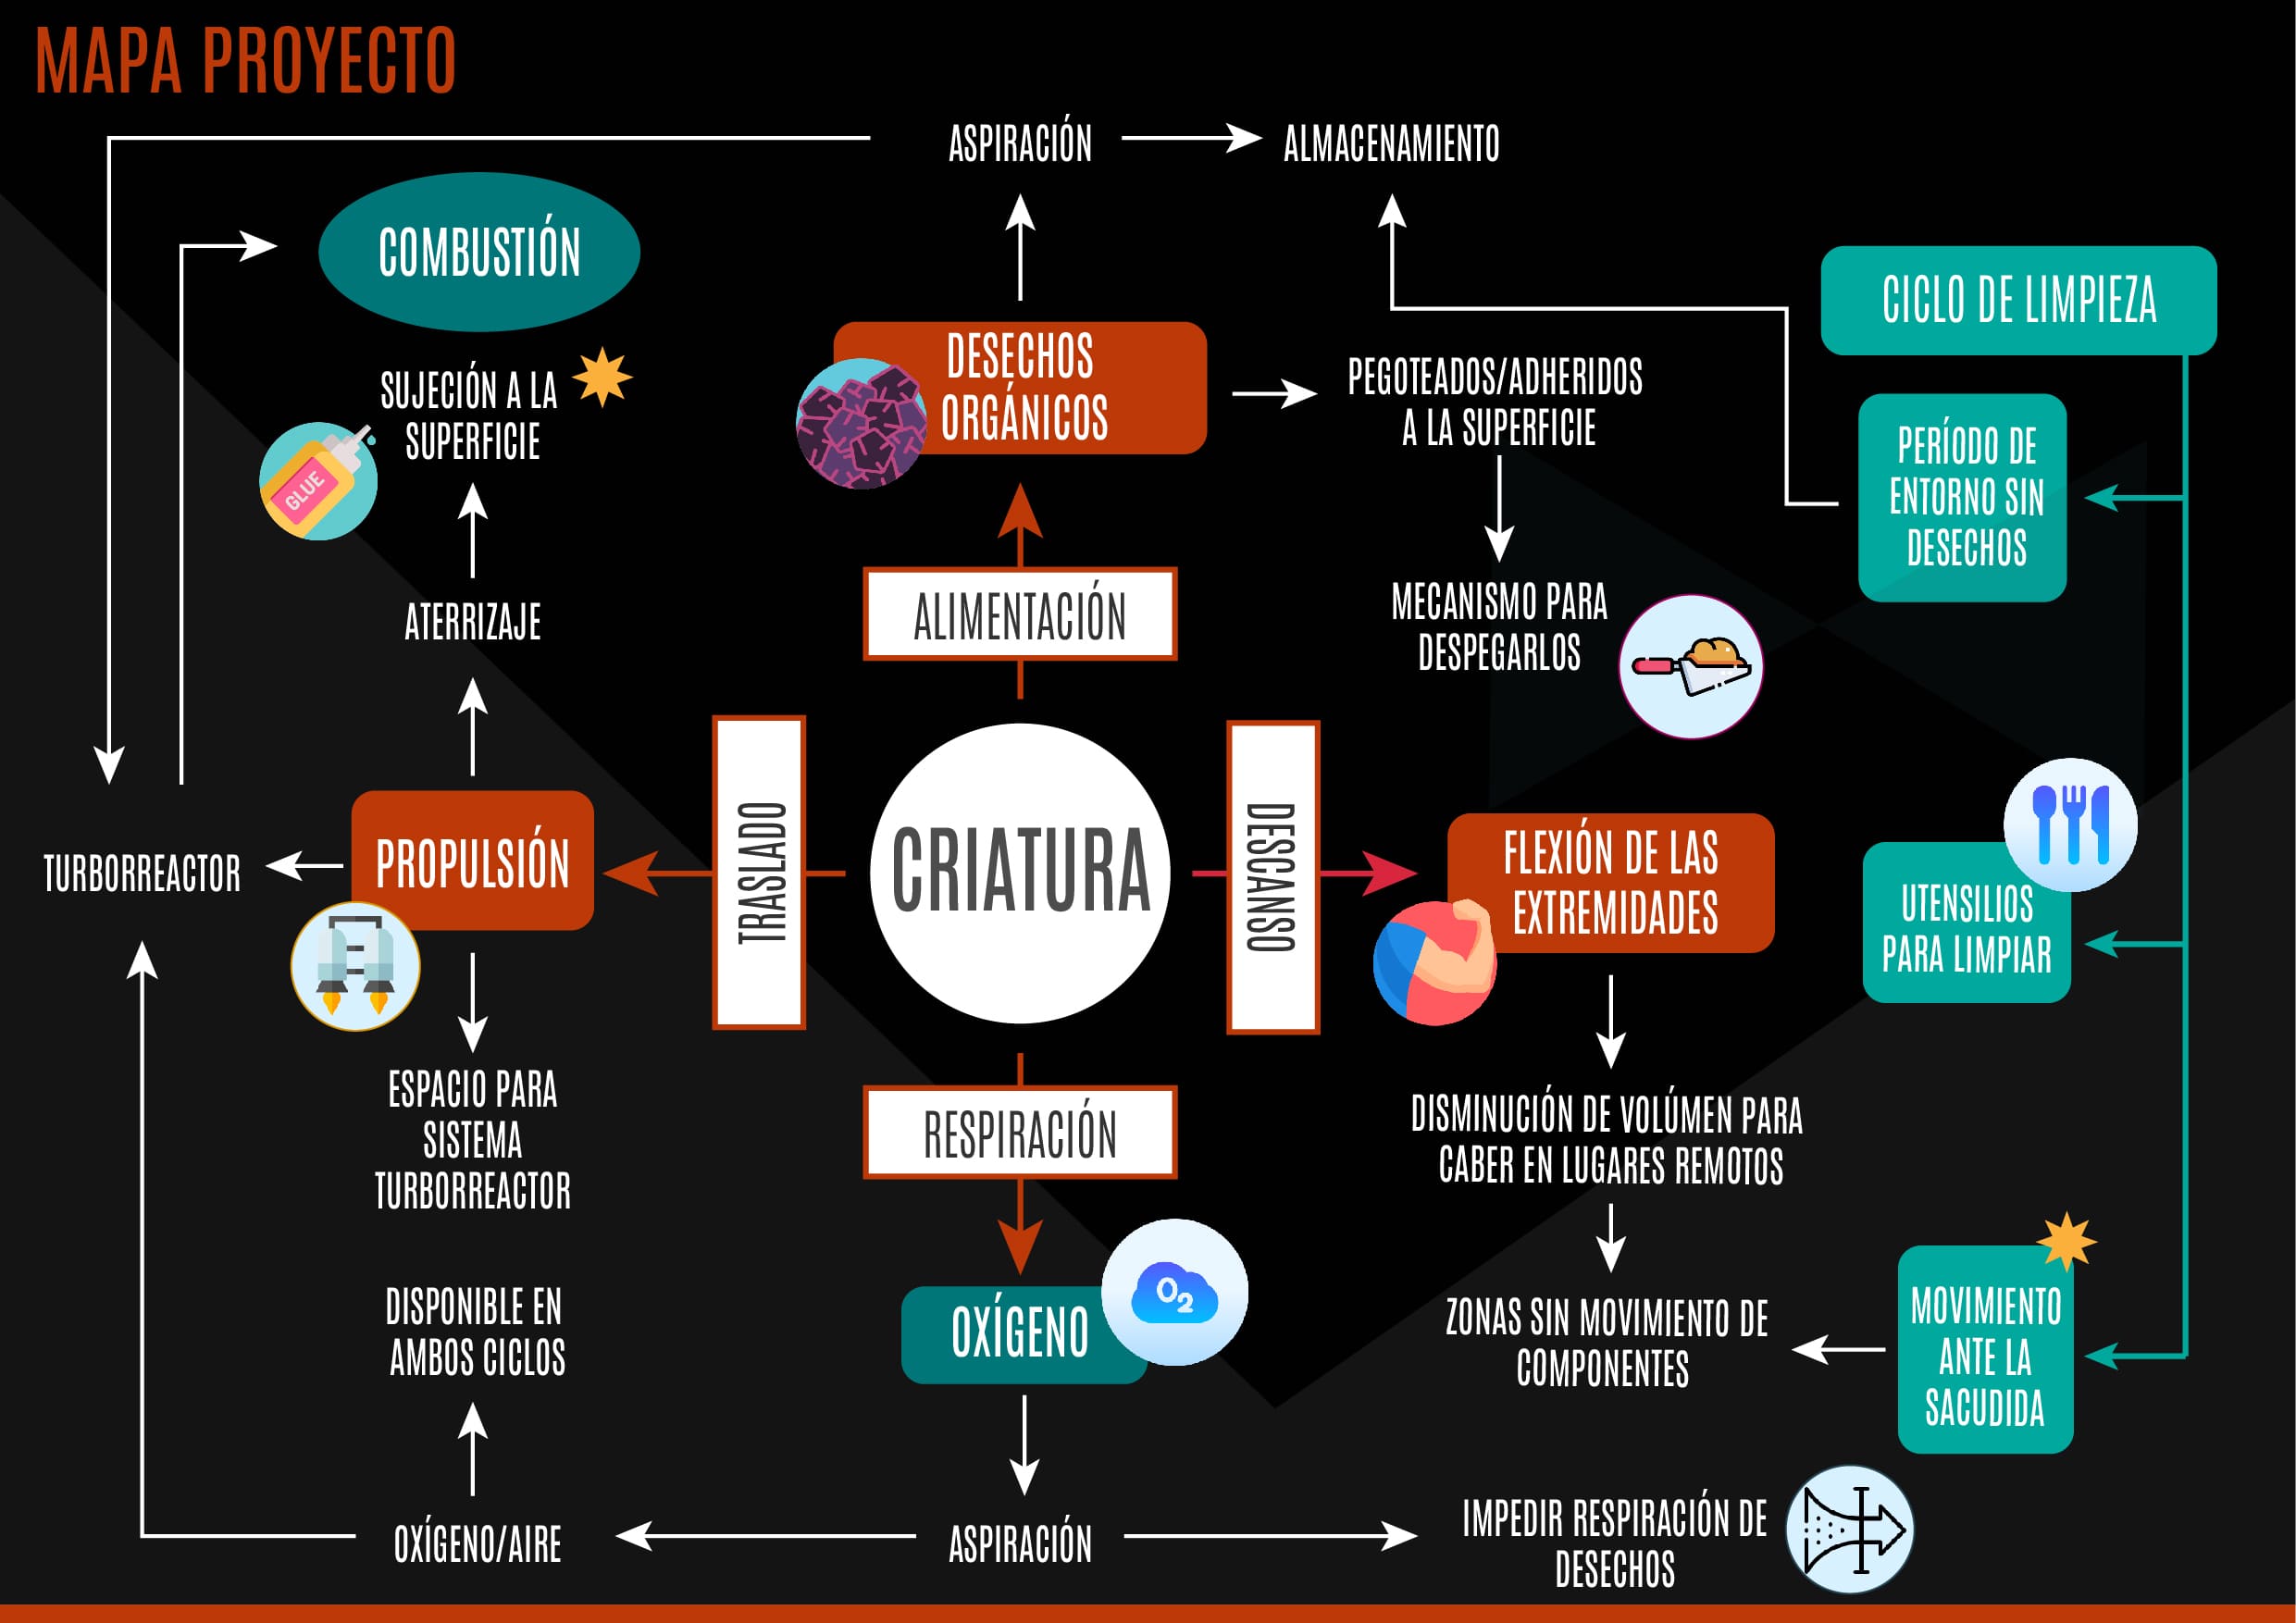 MAPA PROYECTO
ASPIRACIÓN
ALMACENAMIENTO
COMBUSTIÓN
SUJECIÓN A LA
SUPERFICIE
GLUE
ATERRIZAJE
DESECHOS
ORGÁNICOS
PEGOTEADOS/ADHERIDOS
A LA SUPERFICIE
MECANISMO PARA
DESPEGARLOS
CICLO DE LIMPIEZA
PERÍODO DE
ENTORNO SIN
DESECHOS
ALIMENTACIÓN
TURBORREACTOR
PROPULSIÓN
TRASLADO
CRIATURA
DESCANSO
FLEXIÓN DE LAS
EXTREMIDADES
UTENSILIOS
PARA LIMPIAR
ESPACIO PARA
SISTEMA
TURBORREACTOR
RESPIRACIÓN
DISMINUCIÓN DE VOLÚMEN PARA
CABER EN LUGARES REMOTOS
DISPONIBLE EN
AMBOS CICLOS
OXÍGENO
O2
ZONAS SIN MOVIMIENTO DE
COMPONENTES
MOVIMIENTO
ANTE LA
SACUDIDA
OXÍGENO/AIRE
ASPIRACIÓN
IMPEDIR RESPIRACIÓN DE
DESECHOS